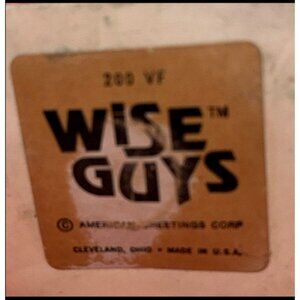 200 VF
WISE™
GUYS
© AMERICAN GREETINGS CORP
CLEVELAND, OHIO • MADE IN U.S.A.